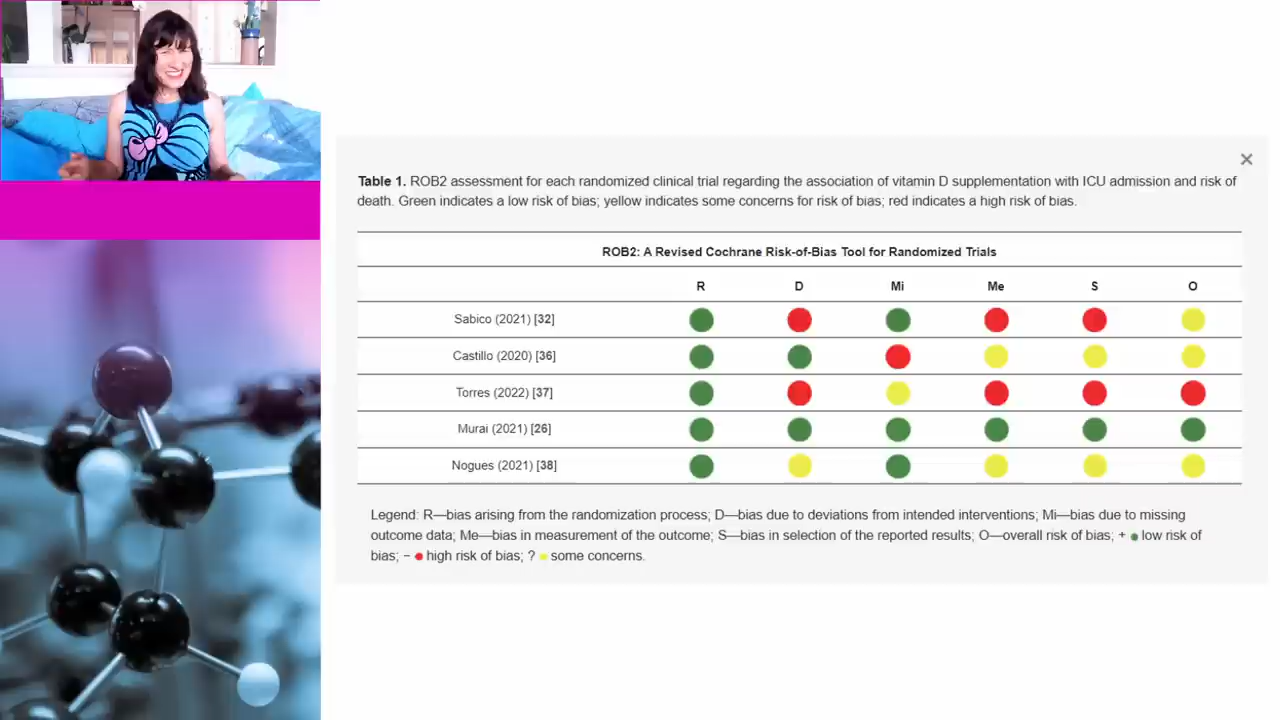 ×
Table 1. ROB2 assessment for each randomized clinical trial regarding the association of vitamin D supplementation with ICU admission and risk of
death. Green indicates a low risk of bias; yellow indicates some concerns for risk of bias; red indicates a high risk of bias.
ROB2: A Revised Cochrane Risk-of-Bias Tool for Randomized Trials
R D Mi Me S O
Sabico (2021) [32]
Castillo (2020) [36]
Torres (2022) [37]
Murai (2021) [26]
Nogues (2021) [38]
Legend: R—bias arising from the randomization process; D—bias due to deviations from intended interventions; Mi—bias due to missing
outcome data; Me—bias in measurement of the outcome; S—bias in selection of the reported results; O—overall risk of bias; + ● low risk of
bias; − ● high risk of bias; ? ● some concerns.